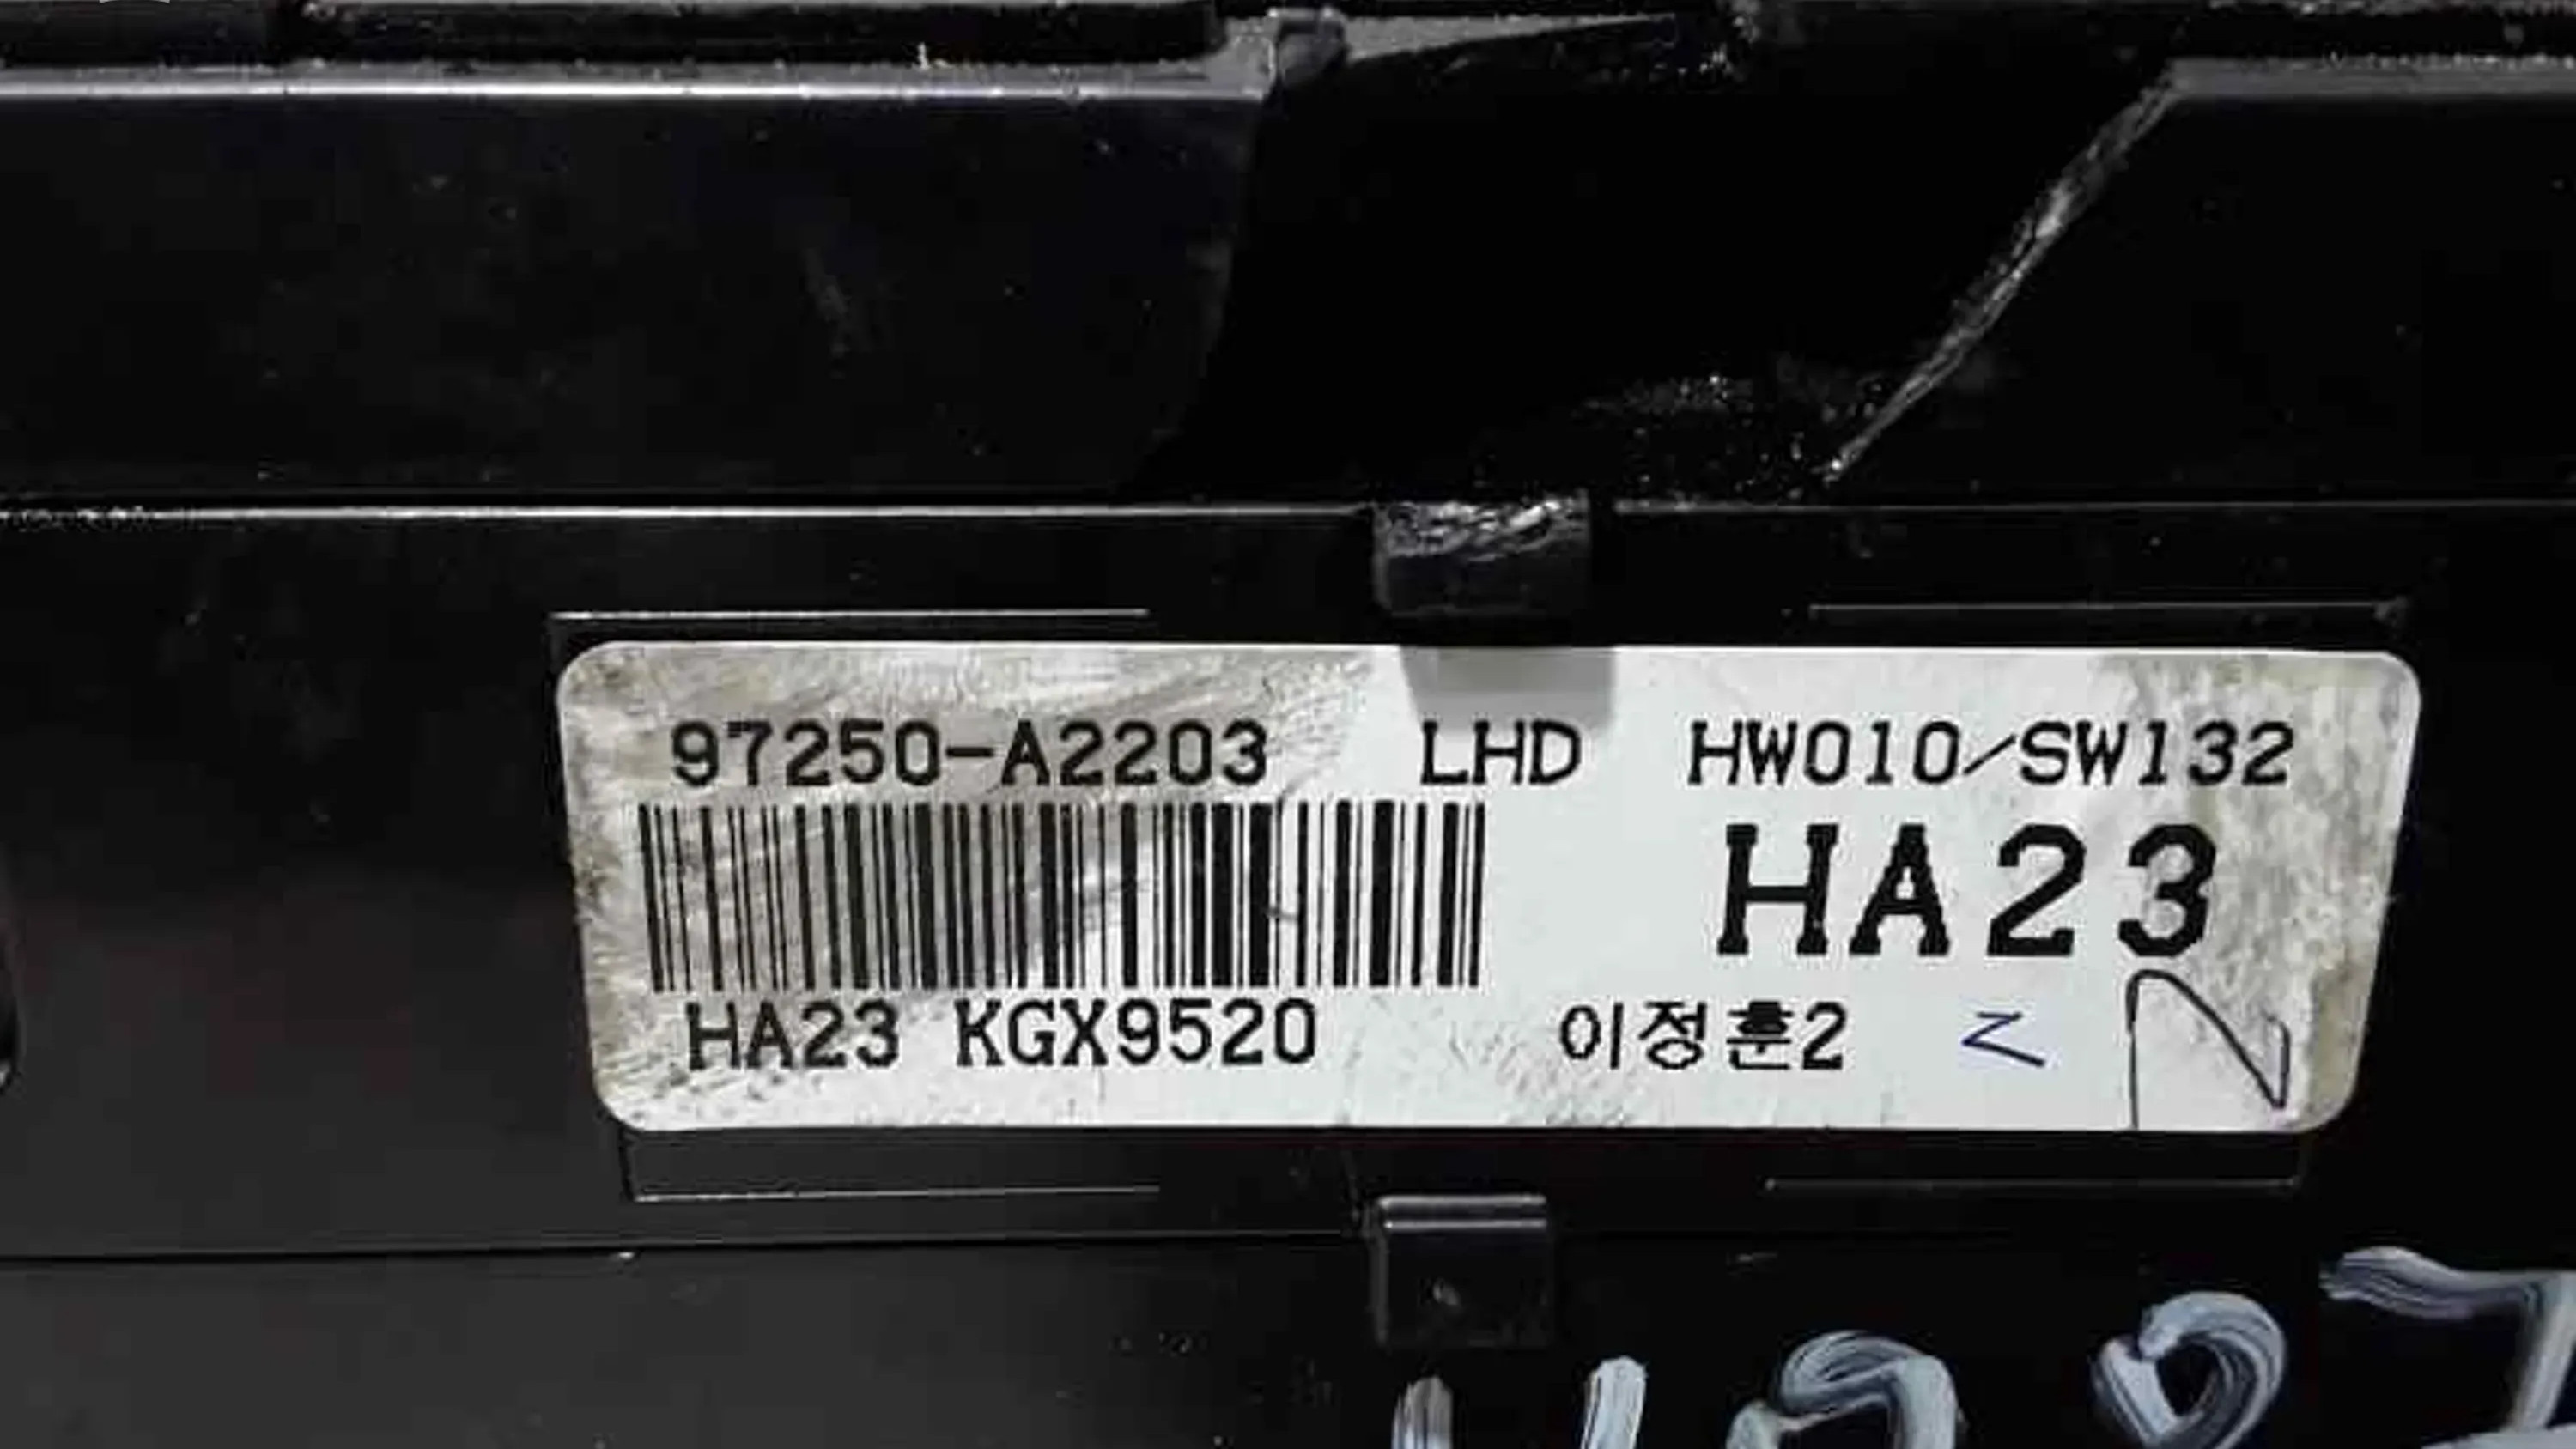 97250-A2203 LHD HW010/SW132
HA23
HA23 KGX9520 이정훈2